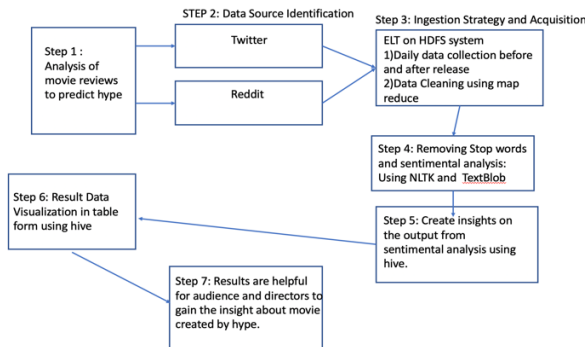 STEP 2: Data Source Identification
Step 3: Ingestion Strategy and Acquisition
Step 1 :
Analysis of
movie reviews
to predict hype
Twitter
Reddit
ELT on HDFS system
1)Daily data collection before
and after release
2)Data Cleaning using map
reduce
Step 4: Removing Stop words
and sentimental analysis:
Using NLTK and TextBlob
Step 5: Create insights on
the output from
sentimental analysis using
hive.
Step 6: Result Data
Visualization in table
form using hive
Step 7: Results are helpful
for audience and directors to
gain the insight about movie
created by hype.